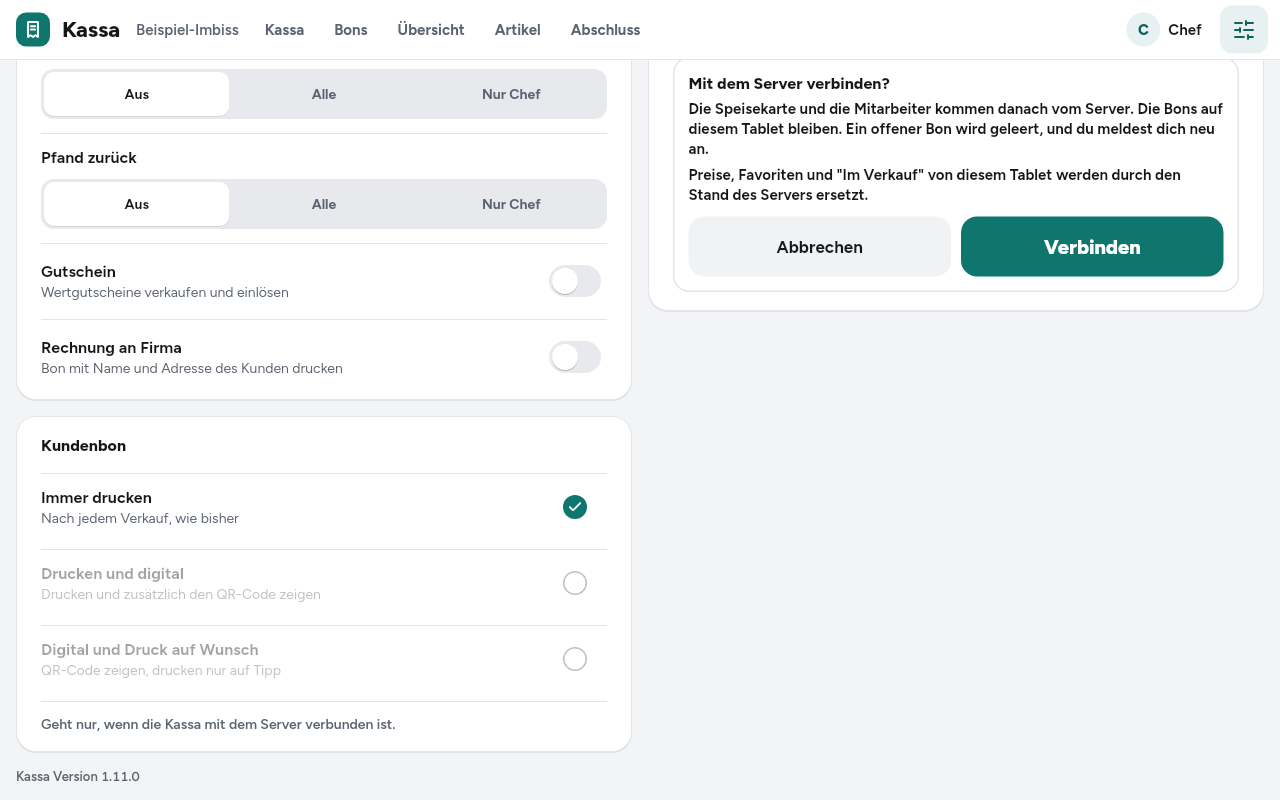 Kassa
Beispiel-Imbiss
Kassa
Bons
Übersicht
Artikel
Abschluss
C
Chef
Aus
Alle
Nur Chef
Pfand zurück
Aus
Alle
Nur Chef
Gutschein
Wertgutscheine verkaufen und einlösen
Rechnung an Firma
Bon mit Name und Adresse des Kunden drucken
Kundenbon
Immer drucken
Nach jedem Verkauf, wie bisher
Drucken und digital
Drucken und zusätzlich den QR-Code zeigen
Digital und Druck auf Wunsch
QR-Code zeigen, drucken nur auf Tipp
Geht nur, wenn die Kassa mit dem Server verbunden ist.
Kassa Version 1.11.0
Mit dem Server verbinden?
Die Speisekarte und die Mitarbeiter kommen danach vom Server. Die Bons auf
diesem Tablet bleiben. Ein offener Bon wird geleert, und du meldest dich neu
an.
Preise, Favoriten und "Im Verkauf" von diesem Tablet werden durch den
Stand des Servers ersetzt.
Abbrechen
Verbinden